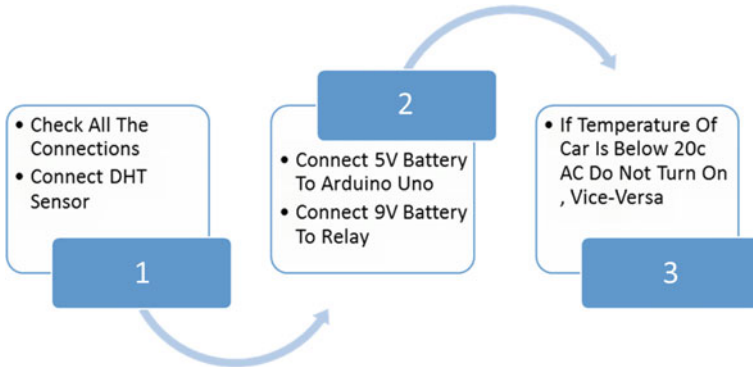 • Check All The
Connections
• Connect DHT
Sensor
1
2
• Connect 5V Battery
To Arduino Uno
• Connect 9V Battery
To Relay
• If Temperature Of
Car Is Below 20c
AC Do Not Turn On
, Vice-Versa
3